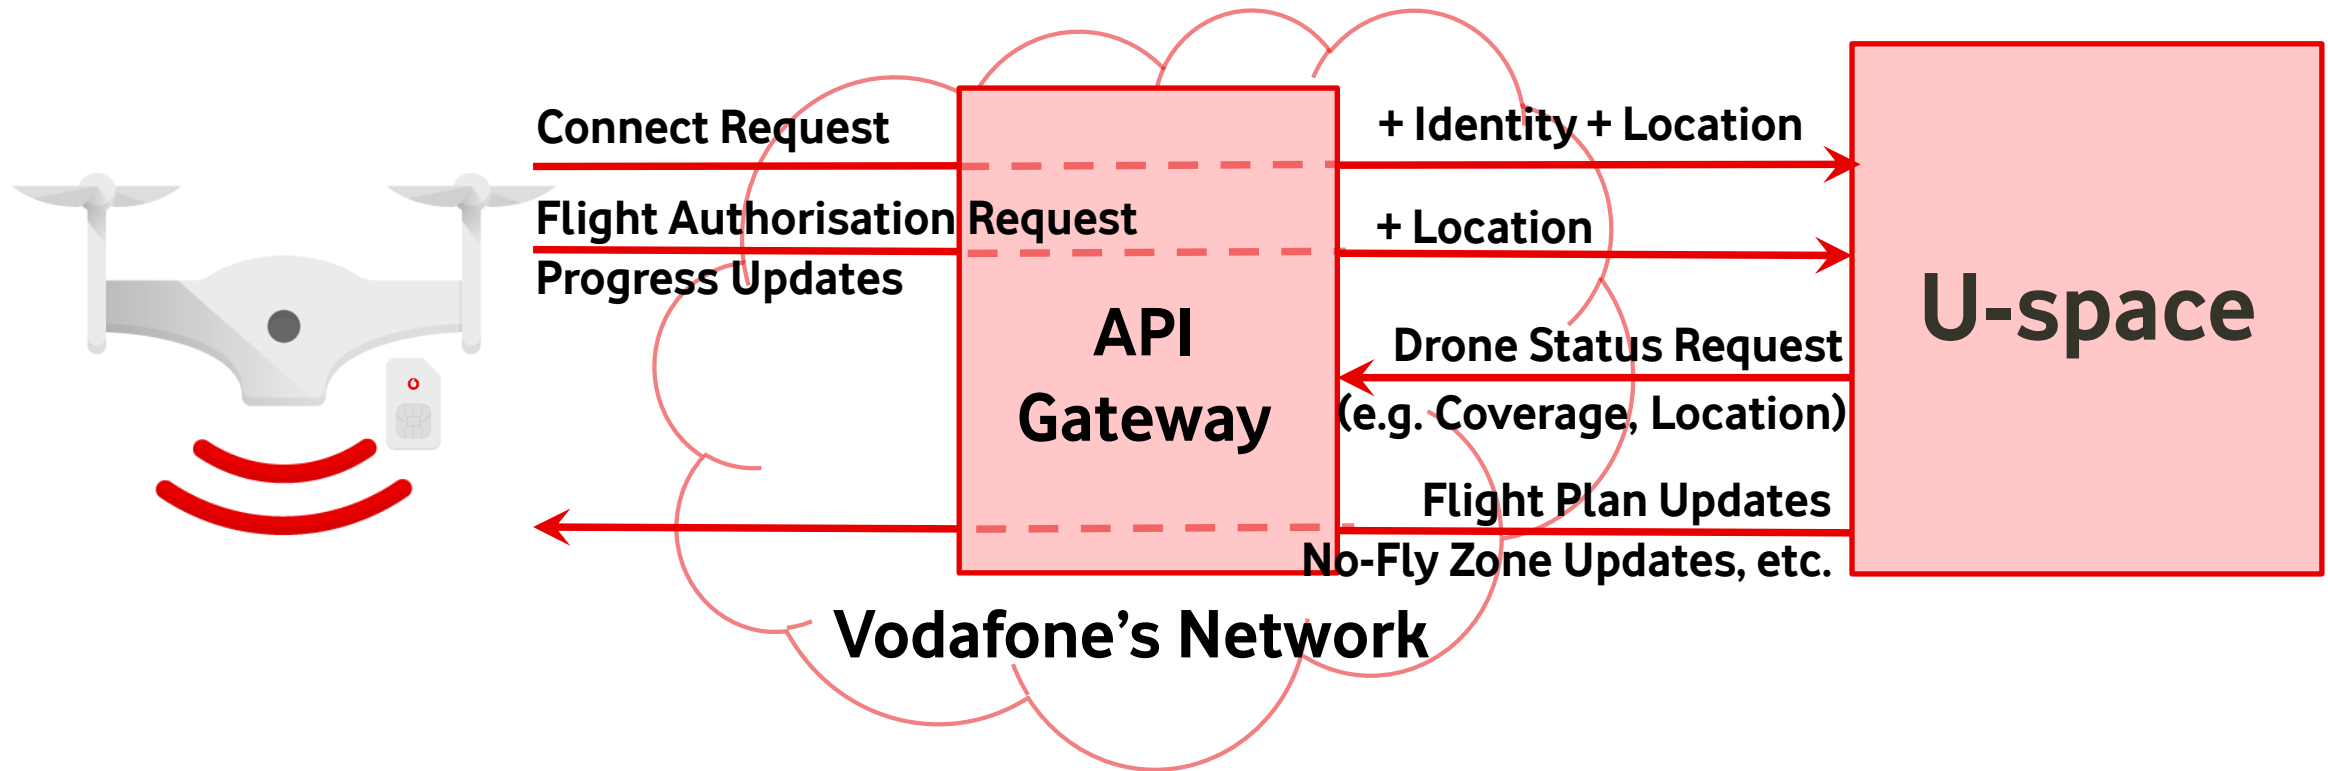 Connect Request
+ Identity + Location
Flight Authorisation Request
+ Location
Progress Updates
API
Gateway
U-space
Drone Status Request
(e.g. Coverage, Location)
Flight Plan Updates
No-Fly Zone Updates, etc.
Vodafone’s Network